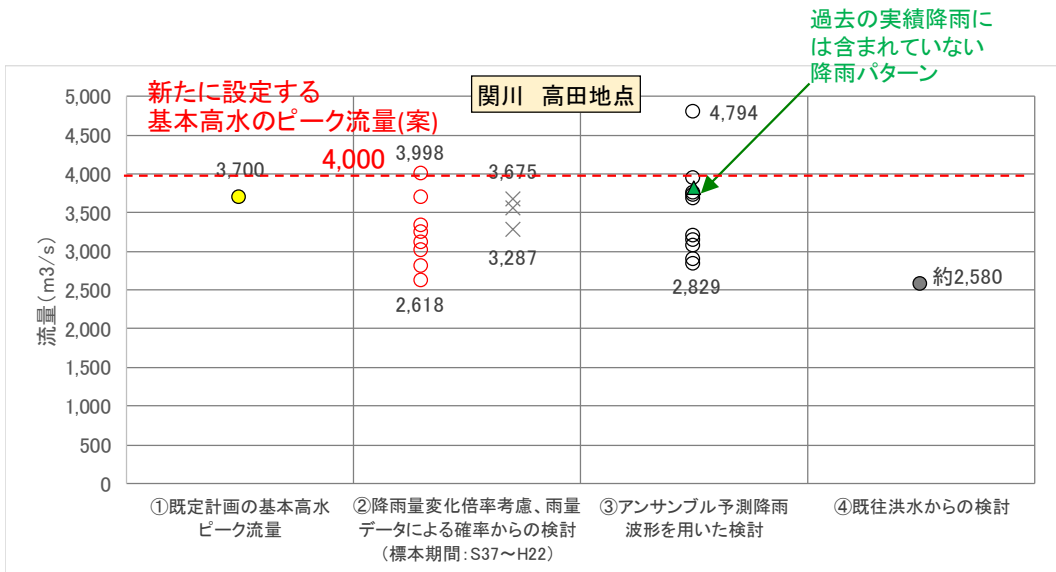 過去の実績降雨に
は含まれていない
降雨パターン
関川　高田地点
新たに設定する
基本高水のピーク流量(案)
4,000
流量(m3/s)
5,000
4,500
4,000
3,500
3,000
2,500
2,000
1,500
1,000
500
0
3,700
3,998
2,618
3,675
3,287
4,794
2,829
約2,580
①既定計画の基本高水
ピーク流量
②降雨量変化倍率考慮、雨量
データによる確率からの検討
(標本期間:S37～H22)
③アンサンブル予測降雨
波形を用いた検討
④既往洪水からの検討